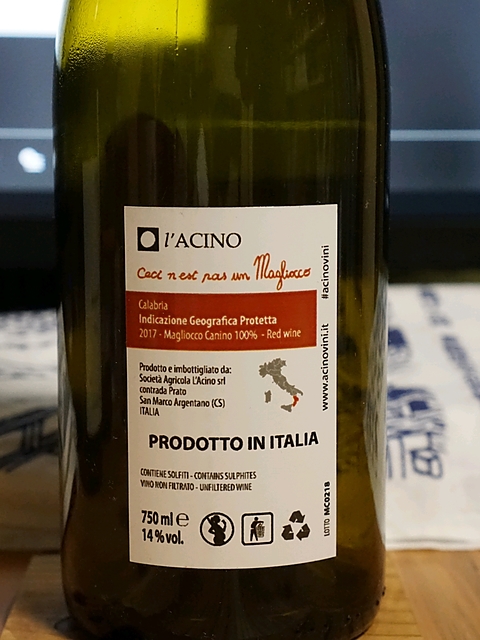 l'ACINO
Ceci n'est pas un Magliocco
Calabria
Indicazione Geografica Protetta
2017 - Magliocco Canino 100% - Red wine
Prodotto e imbottigliato da:
Società Agricola L'Acino srl
contrada Prato
San Marco Argentano (CS)
ITALIA
PRODOTTO IN ITALIA
CONTIENE SOLFITI - CONTAINS SULPHITES
VINO NON FILTRATO - UNFILTERED WINE
750 ml e
14 % vol.
www.acinovini.it #acinovini
LOTTO MC0218